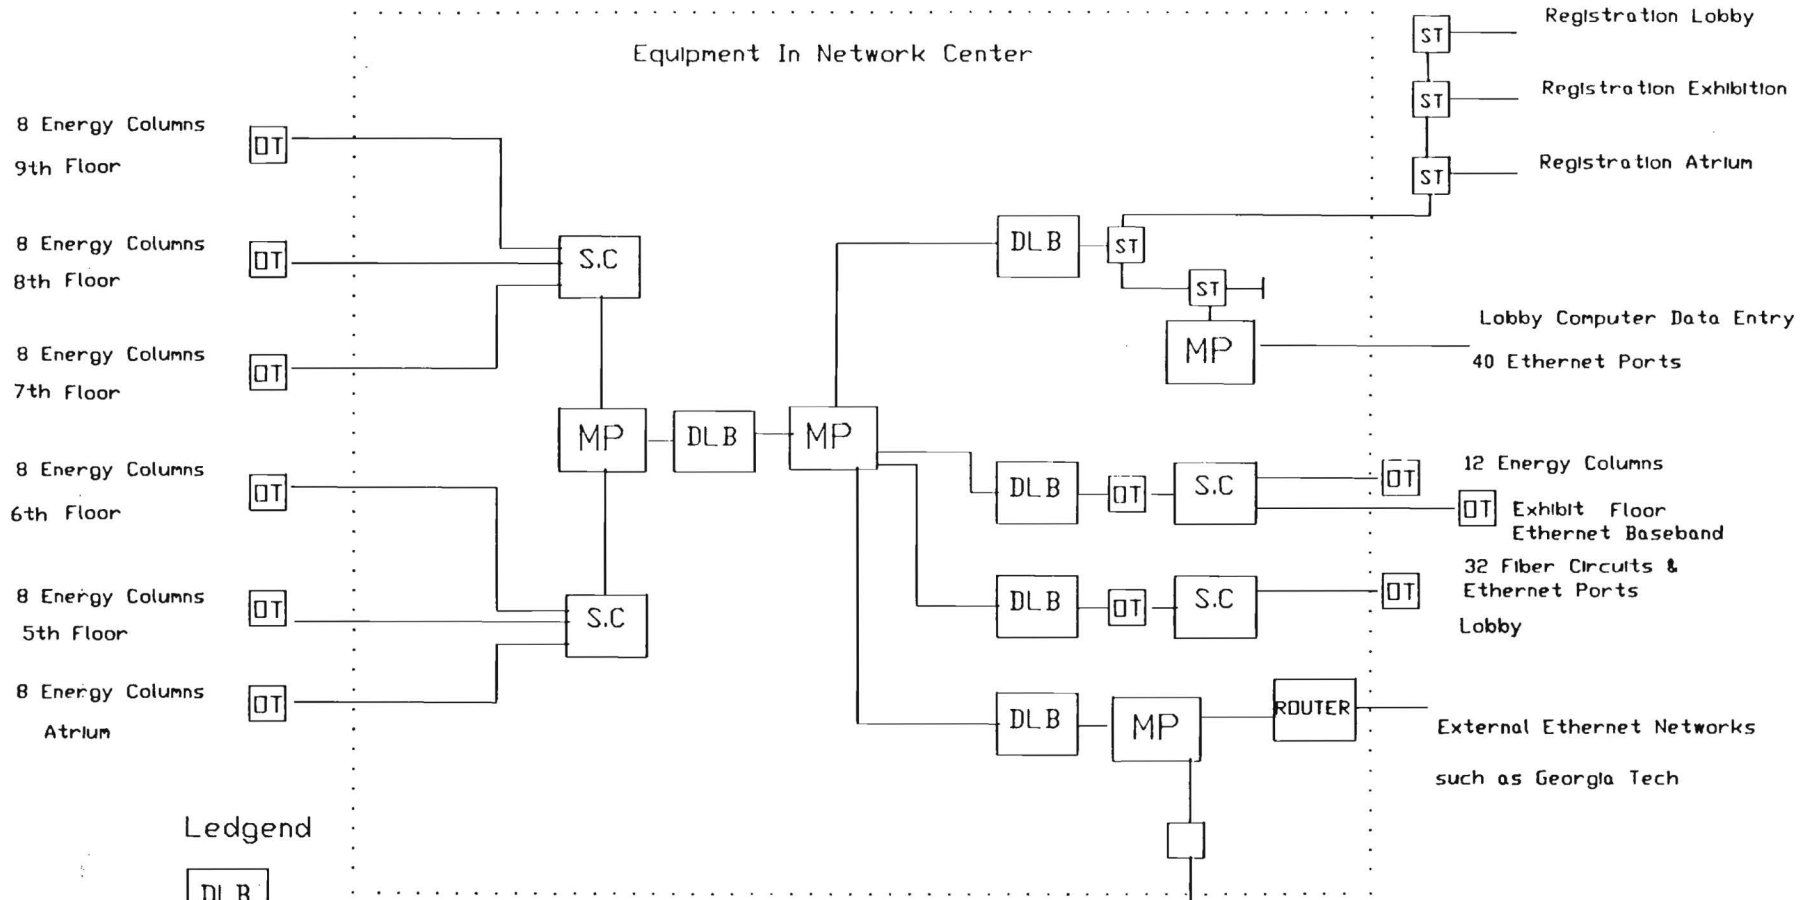 Equipment In Network Center
8 Energy Columns
9th Floor
OT
8 Energy Columns
8th Floor
OT
8 Energy Columns
7th Floor
OT
8 Energy Columns
6th Floor
OT
8 Energy Columns
5th Floor
OT
8 Energy Columns
Atrium
OT
S.C
MP
S.C
DLB
MP
DLB
ST
ST
MP
ST
Registration Lobby
ST
Registration Exhibition
ST
Registration Atrium
Lobby Computer Data Entry
40 Ethernet Ports
DLB
OT
S.C
OT
12 Energy Columns
OT
Exhibit Floor
Ethernet Baseband
DLB
OT
S.C
OT
32 Fiber Circuits &
Ethernet Ports
Lobby
DLB
MP
ROUTER
External Ethernet Networks
such as Georgia Tech
Ledgend
DLB